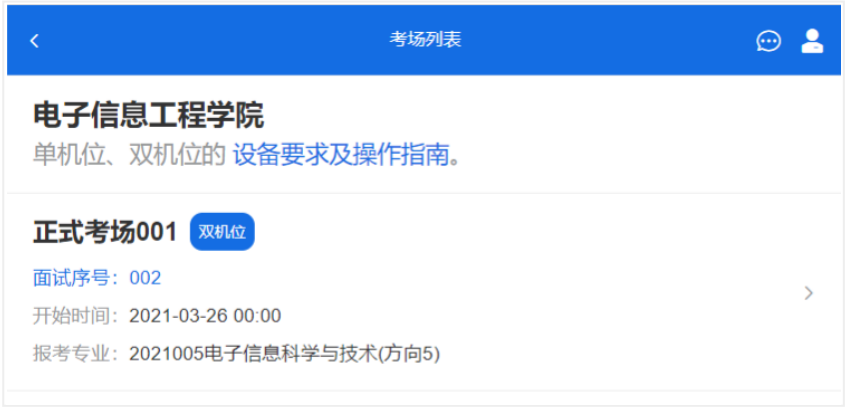 考场列表
电子信息工程学院
单机位、双机位的 设备要求及操作指南。
正式考场001 双机位
面试序号：002
开始时间：2021-03-26 00:00
报考专业：2021005电子信息科学与技术(方向5)